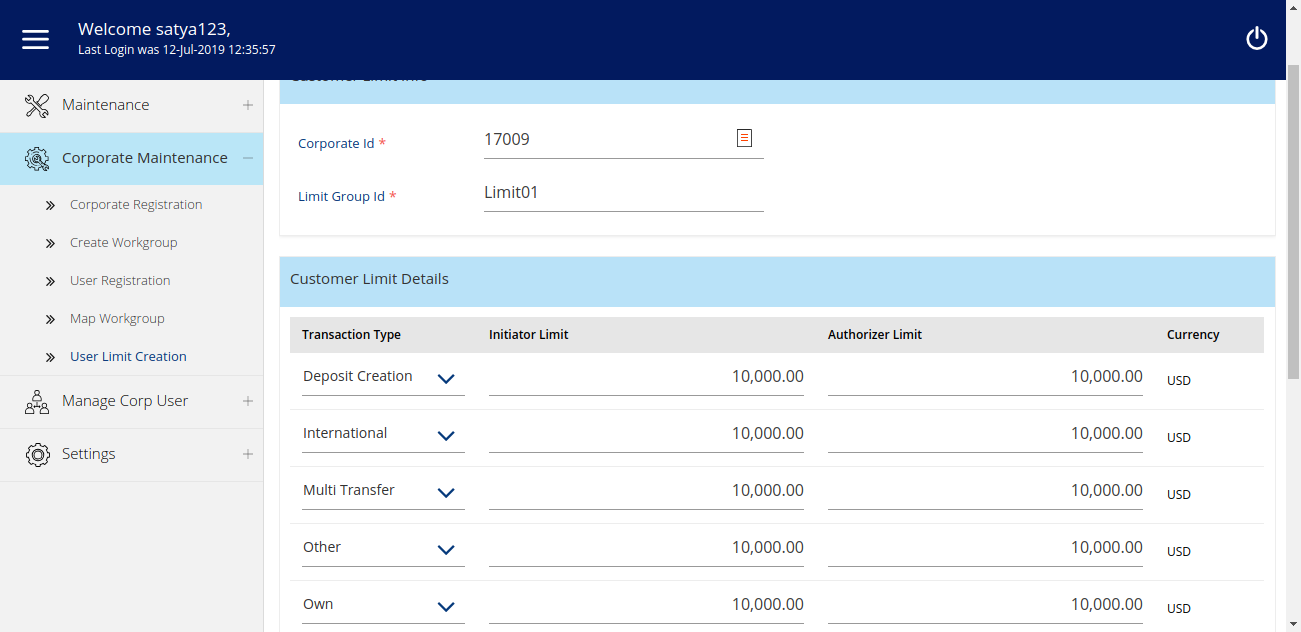 Welcome satya123,
Last Login was 12-Jul-2019 12:35:57
Maintenance
Corporate Maintenance
Corporate Registration
Create Workgroup
User Registration
Map Workgroup
User Limit Creation
Manage Corp User
Settings
Customer Limit Info
Corporate Id * 17009
Limit Group Id * Limit01
Customer Limit Details
Transaction Type Initiator Limit Authorizer Limit Currency
Deposit Creation 10,000.00 10,000.00 USD
International 10,000.00 10,000.00 USD
Multi Transfer 10,000.00 10,000.00 USD
Other 10,000.00 10,000.00 USD
Own 10,000.00 10,000.00 USD